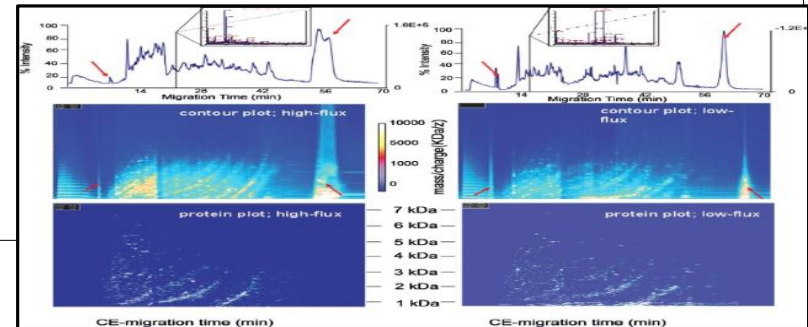 1.6E+5
% Intensity
100
80
60
40
20
0
0
14
28
42
56
70
Migration Time (min)
-1.2E+
% Intensity
100
80
60
40
20
0
0
14
28
42
56
70
Migration Time (min)
contour plot; high-flux
10000
5000
1000
0
mass/charge(KDa/z)
contour plot; low-
flux
protein plot; high-flux
7 kDa
6 kDa
5 kDa
4 kDa
3 kDa
2 kDa
1 kDa
protein plot; low-flux
CE-migration time (min)
CE-migration time (min)